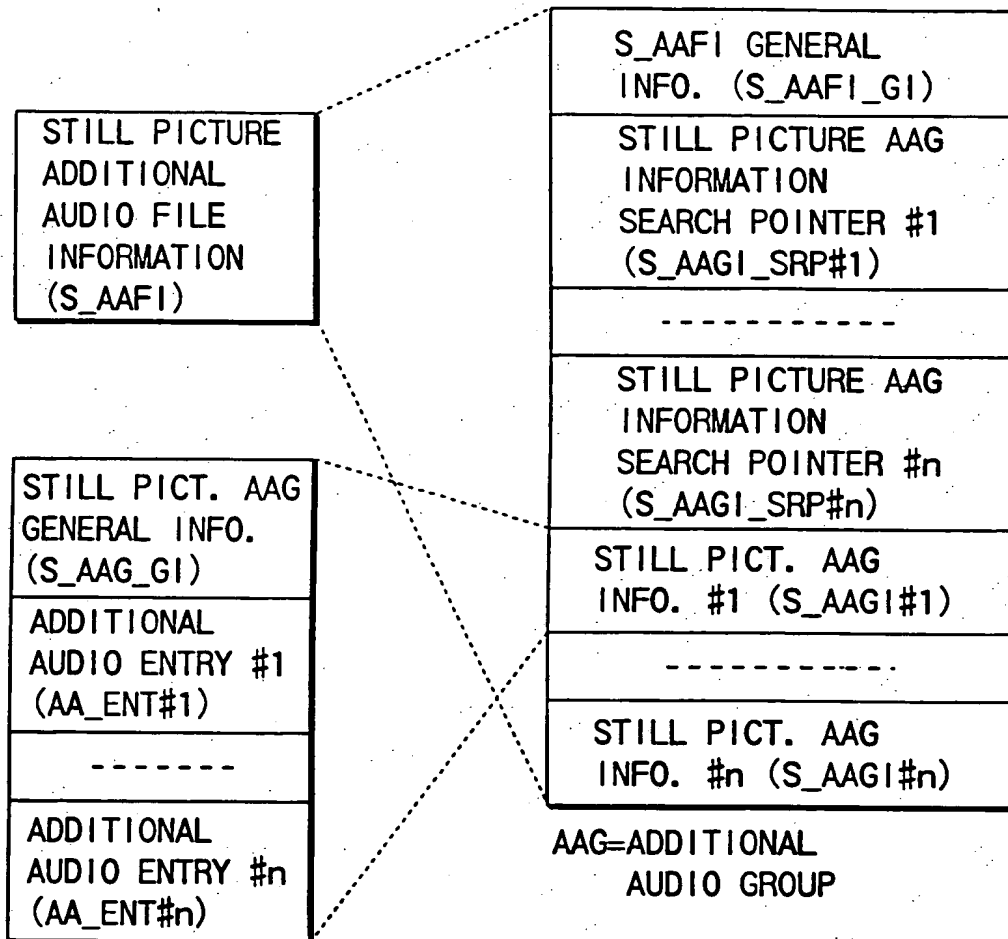 STILL PICTURE
ADDITIONAL
AUDIO FILE
INFORMATION
(S_AAFI)
STILL PICT. AAG
GENERAL INFO.
(S_AAG_GI)
ADDITIONAL
AUDIO ENTRY #1
(AA_ENT#1)
- - - - - - -
ADDITIONAL
AUDIO ENTRY #n
(AA_ENT#n)
S_AAFI GENERAL
INFO. (S_AAFI_GI)
STILL PICTURE AAG
INFORMATION
SEARCH POINTER #1
(S_AAGI_SRP#1)
- - - - - - - - - - -
STILL PICTURE AAG
INFORMATION
SEARCH POINTER #n
(S_AAGI_SRP#n)
STILL PICT. AAG
INFO. #1 (S_AAGI#1)
- - - - - - - - - - -
STILL PICT. AAG
INFO. #n (S_AAGI#n)
AAG=ADDITIONAL
AUDIO GROUP